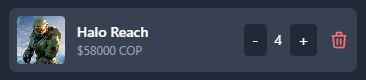 Halo Reach
$58000 COP
- 4 +